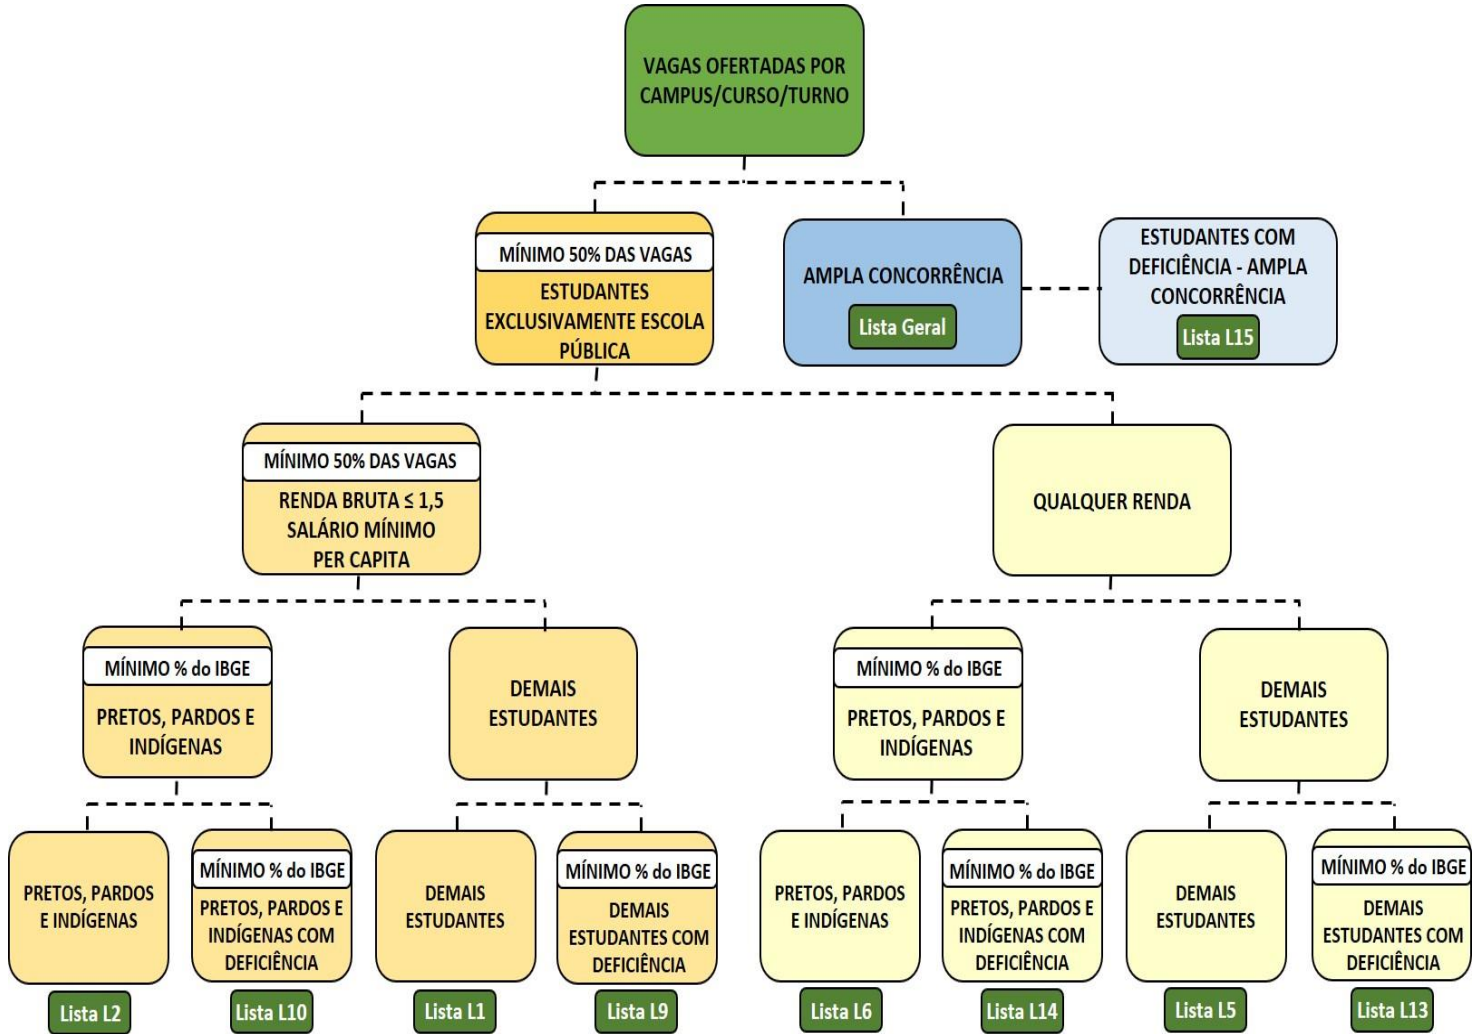 VAGAS OFERTADAS POR
CAMPUS/CURSO/TURNO
MÍNIMO 50% DAS VAGAS
ESTUDANTES
EXCLUSIVAMENTE ESCOLA
PÚBLICA
AMPLA CONCORRÊNCIA
Lista Geral
ESTUDANTES COM
DEFICIÊNCIA - AMPLA
CONCORRÊNCIA
Lista L15
MÍNIMO 50% DAS VAGAS
RENDA BRUTA ≤ 1,5
SALÁRIO MÍNIMO
PER CAPITA
QUALQUER RENDA
MÍNIMO % do IBGE
PRETOS, PARDOS E
INDÍGENAS
DEMAIS
ESTUDANTES
MÍNIMO % do IBGE
PRETOS, PARDOS E
INDÍGENAS
DEMAIS
ESTUDANTES
PRETOS, PARDOS
E INDÍGENAS
Lista L2
MÍNIMO % do IBGE
PRETOS, PARDOS E
INDÍGENAS COM
DEFICIÊNCIA
Lista L10
DEMAIS
ESTUDANTES
Lista L1
MÍNIMO % do IBGE
DEMAIS
ESTUDANTES COM
DEFICIÊNCIA
Lista L9
PRETOS, PARDOS
E INDÍGENAS
Lista L6
MÍNIMO % do IBGE
PRETOS, PARDOS E
INDÍGENAS COM
DEFICIÊNCIA
Lista L14
DEMAIS
ESTUDANTES
Lista L5
MÍNIMO % do IBGE
DEMAIS
ESTUDANTES COM
DEFICIÊNCIA
Lista L13